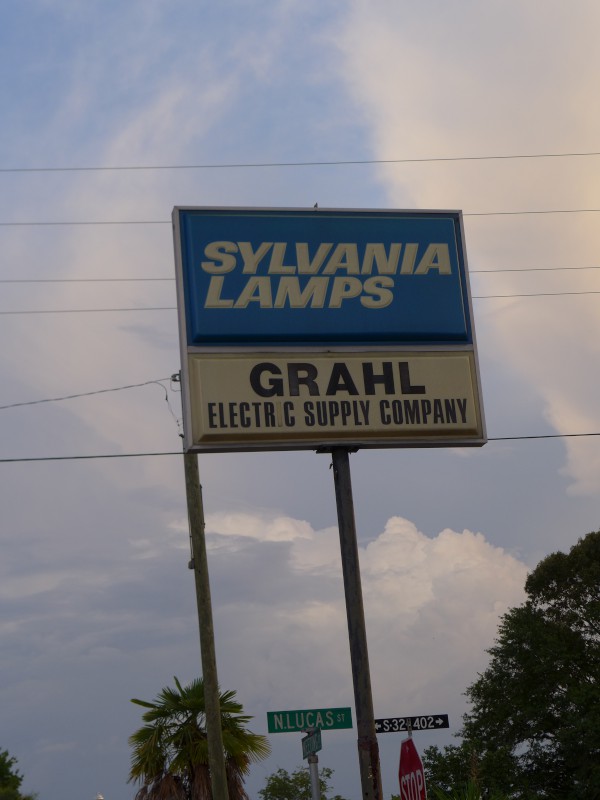 SYLVANIA
LAMPS
GRAHL
ELECTR.C SUPPLY COMPANY
N.LUCAS ST
S-32 402
STOP